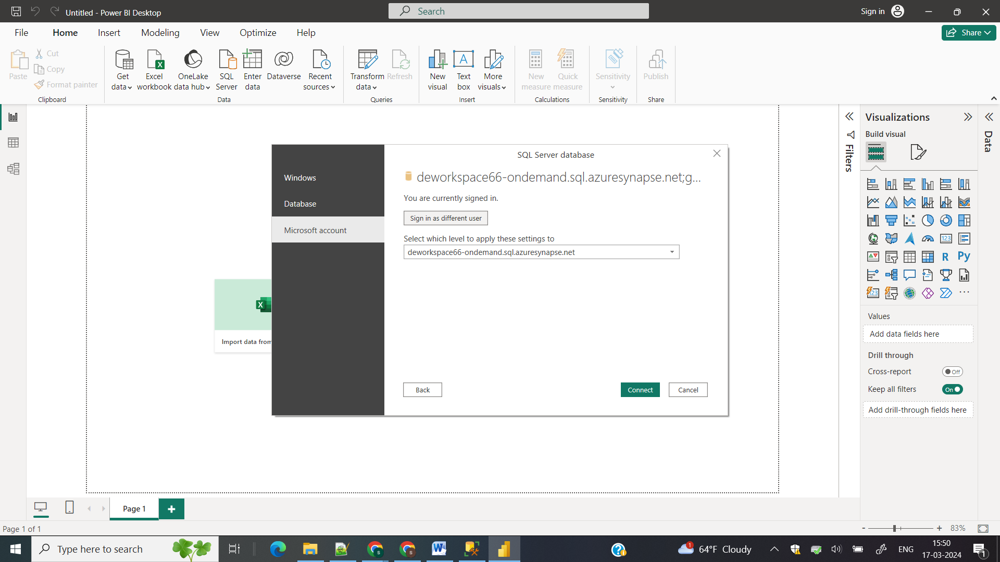 Untitled - Power BI Desktop
Search
Sign in
File Home Insert Modeling View Optimize Help
Share
Paste
Cut
Copy
Format painter
Clipboard
Get data
Excel workbook
OneLake data hub
SQL Server
Enter data
Dataverse
Recent sources
Data
Transform data
Refresh
Queries
New visual
Text box
More visuals
Insert
New measure
Quick measure
Calculations
Sensitivity
Sensitivity
Publish
Share
Filters
Visualizations
Build visual
Data
SQL Server database
Windows
Database
Microsoft account
deworkspace66-ondemand.sql.azuresynapse.net;g...
You are currently signed in.
Sign in as different user
Select which level to apply these settings to
deworkspace66-ondemand.sql.azuresynapse.net
Back
Connect
Cancel
Import data from
123
R
Py
123
Values
Add data fields here
Drill through
Cross-report
Off
Keep all filters
On
Add drill-through fields here
Page 1
Page 1 of 1
- + 83%
Type here to search
1
64°F Cloudy
ENG
15:50
17-03-2024
1